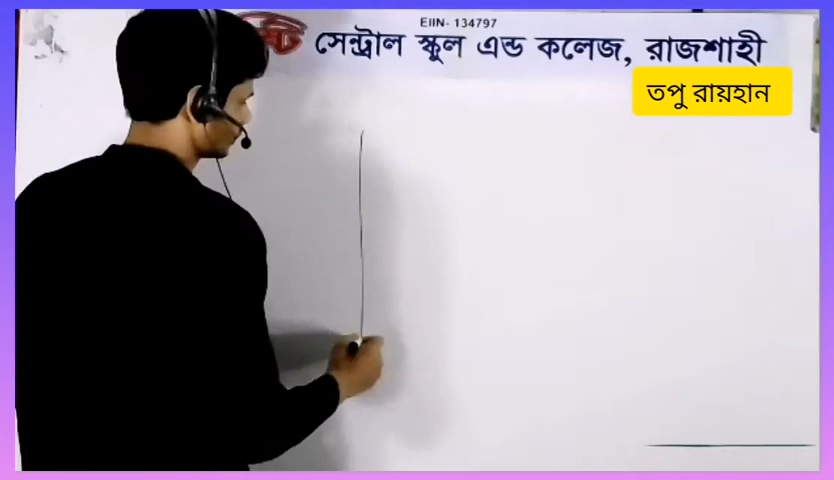 EIIN- 134797
সেন্ট্রাল স্কুল এন্ড কলেজ, রাজশাহী
তপু রায়হান